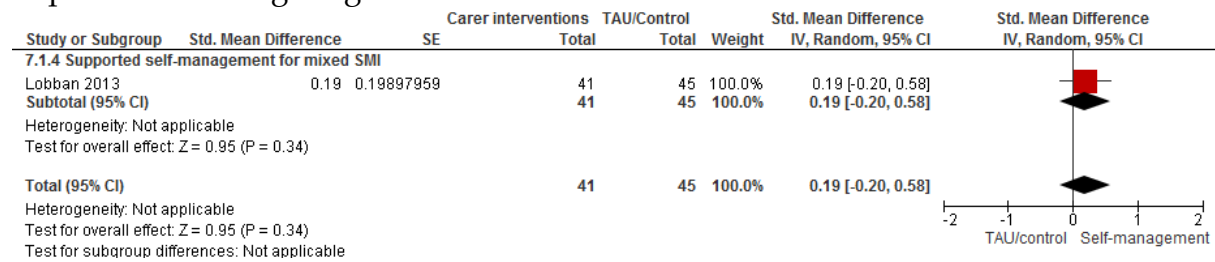 Carer interventions TAU/Control Std. Mean Difference Std. Mean Difference
Study or Subgroup Std. Mean Difference SE Total Total Weight IV, Random, 95% CI IV, Random, 95% CI
7.1.4 Supported self-management for mixed SMI
Lobban 2013 0.19 0.19897959 41 45 100.0% 0.19 [-0.20, 0.58]
Subtotal (95% CI) 41 45 100.0% 0.19 [-0.20, 0.58]
Heterogeneity: Not applicable
Test for overall effect: Z = 0.95 (P = 0.34)
Total (95% CI) 41 45 100.0% 0.19 [-0.20, 0.58]
Heterogeneity: Not applicable
Test for overall effect: Z = 0.95 (P = 0.34)
Test for subgroup differences: Not applicable
-2 -1 0 1 2
TAU/control Self-management